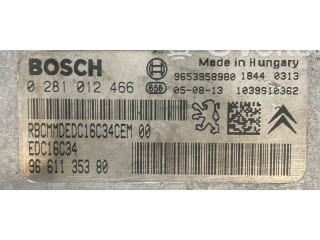 BOSCH
Made in Hungary
0 281 012 466
9653958980 1844 0313
656 05-08-13 1039S10362
RBCMMDEDC16C34CEM 00
EDC16C34
96 611 353 80